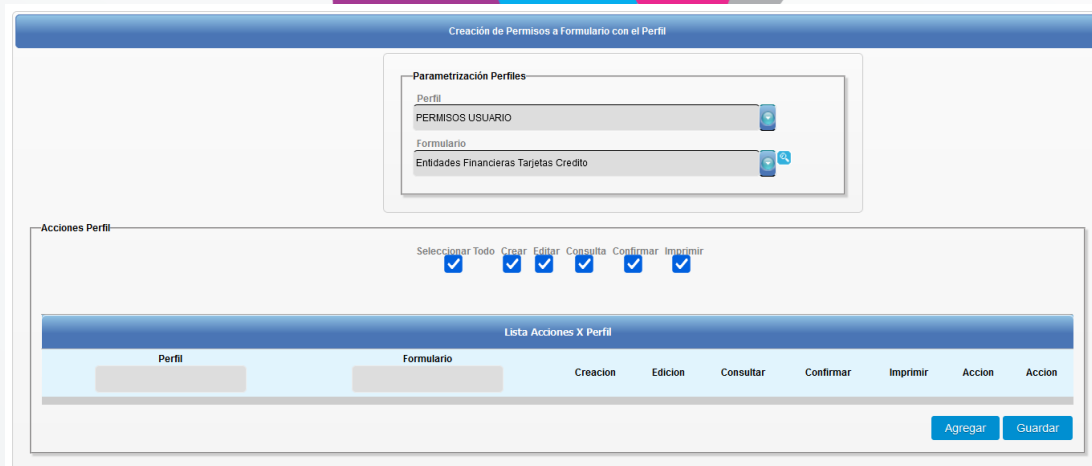 Creación de Permisos a Formulario con el Perfil
Parametrización Perfiles
Perfil
PERMISOS USUARIO
Formulario
Entidades Financieras Tarjetas Credito
Acciones Perfil
Seleccionar Todo Crear Editar Consulta Confirmar Imprimir
Lista Acciones X Perfil
Perfil Formulario Creacion Edicion Consultar Confirmar Imprimir Accion Accion
Agregar Guardar